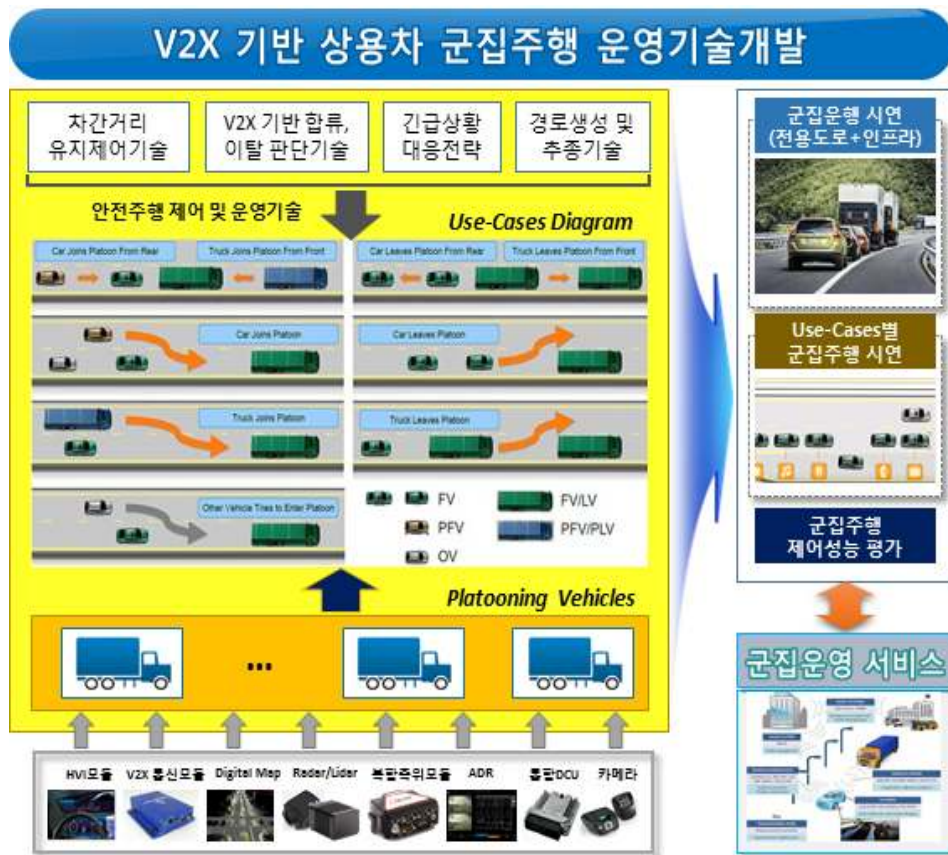 V2X 기반 상용차 군집주행 운영기술개발
차간거리
유지제어기술
V2X 기반 합류,
이탈 판단기술
긴급상황
대응전략
경로생성 및
추종기술
안전주행 제어 및 운영기술
Use-Cases Diagram
Car Joins Platoon From Rear
Truck Joins Platoon From Front
Car Leaves Platoon From Rear
Truck Leaves Platoon From Front
Car Joins Platoon
Car Leaves Platoon
Truck Joins Platoon
Truck Leaves Platoon
Other Vehicle Tries to Enter Platoon
FV
FV/LV
PFV
PFV/PLV
OV
Platooning Vehicles
...
HVI모듈
V2X 통신모듈
Digital Map
Radar/Lidar
복합측위모듈
ADR
통합DCU
카메라
군집운행 시연
(전용도로+인프라)
Use-Cases별
군집주행 시연
군집주행
제어성능 평가
군집운영 서비스